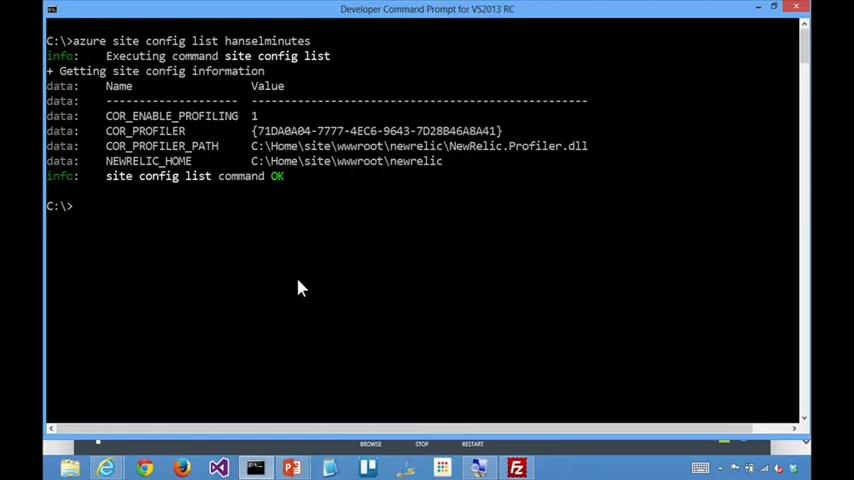 Developer Command Prompt for VS2013 RC
C:\>azure site config list hanselminutes
info:    Executing command site config list
+ Getting site config information
data:    Name                  Value
data:    --------------------  ---------------------------------------------------
data:    COR_ENABLE_PROFILING  1
data:    COR_PROFILER          {71DA0A04-7777-4EC6-9643-7D28B46A8A41}
data:    COR_PROFILER_PATH     C:\Home\site\wwwroot\newrelic\NewRelic.Profiler.dll
data:    NEWRELIC_HOME         C:\Home\site\wwwroot\newrelic
info:    site config list command OK
C:\>
BROWSE STOP RESTART